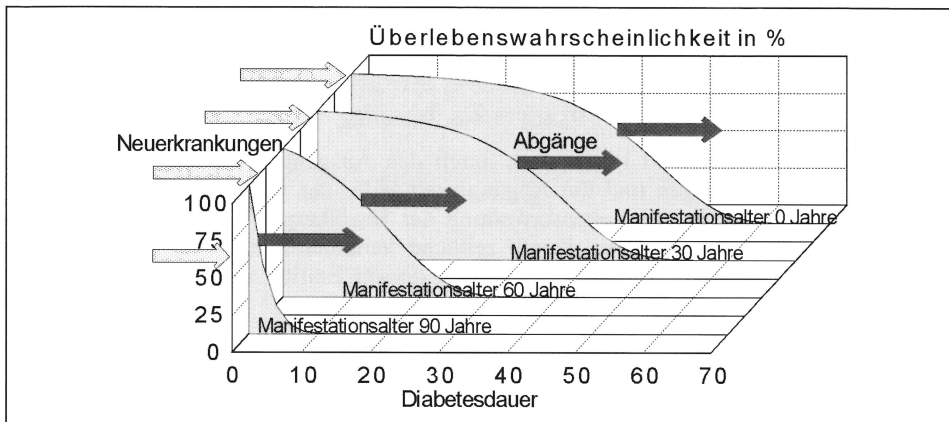 Überlebenswahrscheinlichkeit in %
Neuerkrankungen
Abgänge
100
75
50
25
0
Manifestationsalter 0 Jahre
Manifestationsalter 30 Jahre
Manifestationsalter 60 Jahre
Manifestationsalter 90 Jahre
0 10 20 30 40 50 60 70
Diabetesdauer